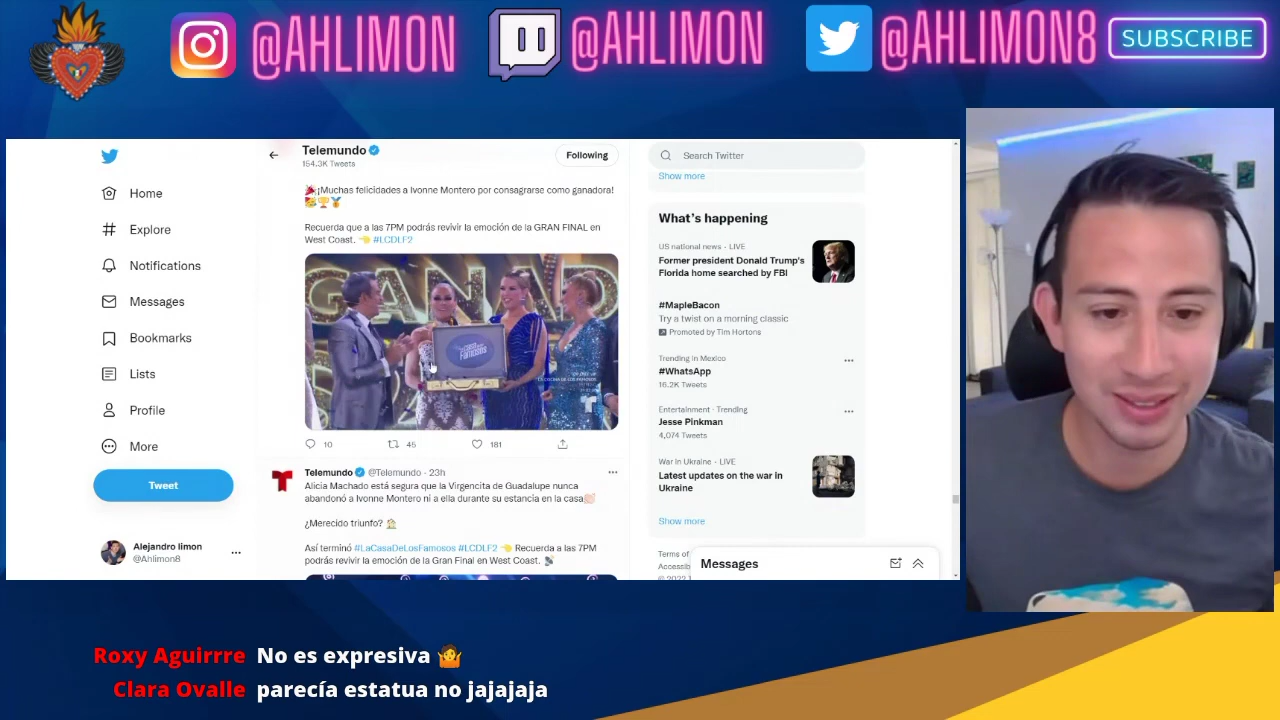 @AHLIMON
@AHLIMON
@AHLIMON8
SUBSCRIBE
Home
Explore
Notifications
Messages
Bookmarks
Lists
Profile
More
Tweet
Alejandro limon
@Ahlimon8
Telemundo
154.3K Tweets
Following
🎉¡Muchas felicidades a Ivonne Montero por consagrarse como ganadora!
🥳🏆🏅
Recuerda que a las 7PM podrás revivir la emoción de la GRAN FINAL en
West Coast. 👈 #LCDLF2
GANAD
Famosos
10 45 181
Telemundo @Telemundo · 23h
Alicia Machado está segura que la Virgencita de Guadalupe nunca
abandonó a Ivonne Montero ni a ella durante su estancia en la casa👏🏻
¿Merecido triunfo? 🏠
Así terminó #LaCasaDeLosFamosos #LCDLF2 👈 Recuerda a las 7PM
podrás revivir la emoción de la Gran Final en West Coast.
Search Twitter
Show more
What's happening
US national news · LIVE
Former president Donald Trump's
Florida home searched by FBI
#MapleBacon
Try a twist on a morning classic
Promoted by Tim Hortons
Trending in Mexico
#WhatsApp
16.2K Tweets
Entertainment · Trending
Jesse Pinkman
4,074 Tweets
War in Ukraine · LIVE
Latest updates on the war in
Ukraine
Show more
Terms of
Messages
Roxy Aguirrre No es expresiva 🤷
Clara Ovalle parecía estatua no jajajaja